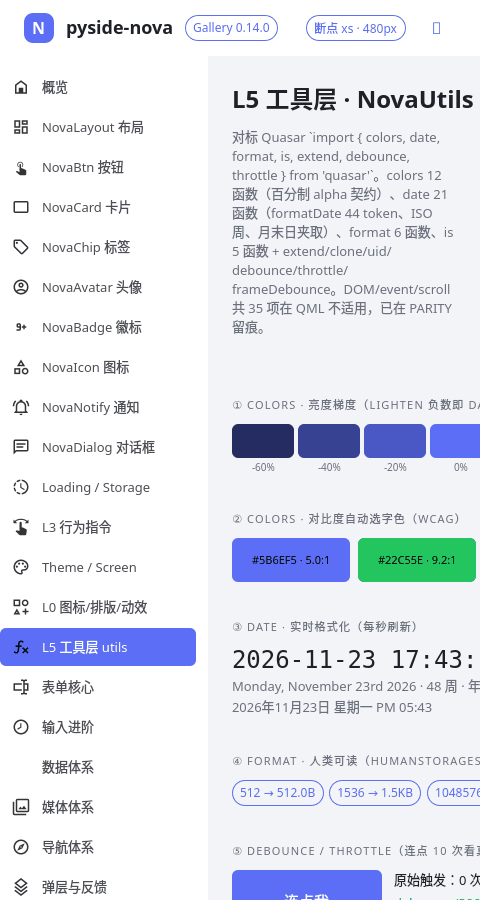 N pyside-nova Gallery 0.14.0 断点 xs · 480px
概览
NovaLayout 布局
NovaBtn 按钮
NovaCard 卡片
NovaChip 标签
NovaAvatar 头像
9+ NovaBadge 徽标
NovaIcon 图标
NovaNotify 通知
NovaDialog 对话框
Loading / Storage
L3 行为指令
Theme / Screen
L0 图标/排版/动效
L5 工具层 utils
表单核心
输入进阶
数据体系
媒体体系
导航体系
弹层与反馈
L5 工具层 · NovaUtils
对标 Quasar `import { colors, date,
format, is, extend, debounce,
throttle } from 'quasar'`。colors 12
函数（百分制 alpha 契约）、date 21
函数（formatDate 44 token、ISO
周、月末日夹取）、format 6 函数、is
5 函数 + extend/clone/uid/
debounce/throttle/
frameDebounce。DOM/event/scroll
共 35 项在 QML 不适用，已在 PARITY
留痕。
① COLORS · 亮度梯度（LIGHTEN 负数即 DA
-60% -40% -20% 0%
② COLORS · 对比度自动选字色（WCAG）
#5B6EF5 · 5.0:1 #22C55E · 9.2:1
③ DATE · 实时格式化（每秒刷新）
2026-11-23 17:43:
Monday, November 23rd 2026 · 48 周 · 年
2026年11月23日 星期一 PM 05:43
④ FORMAT · 人类可读（HUMANSTORAGES
512 → 512.0B 1536 → 1.5KB 1048576
⑤ DEBOUNCE / THROTTLE（连点 10 次看
连点我 原始触发：0 次